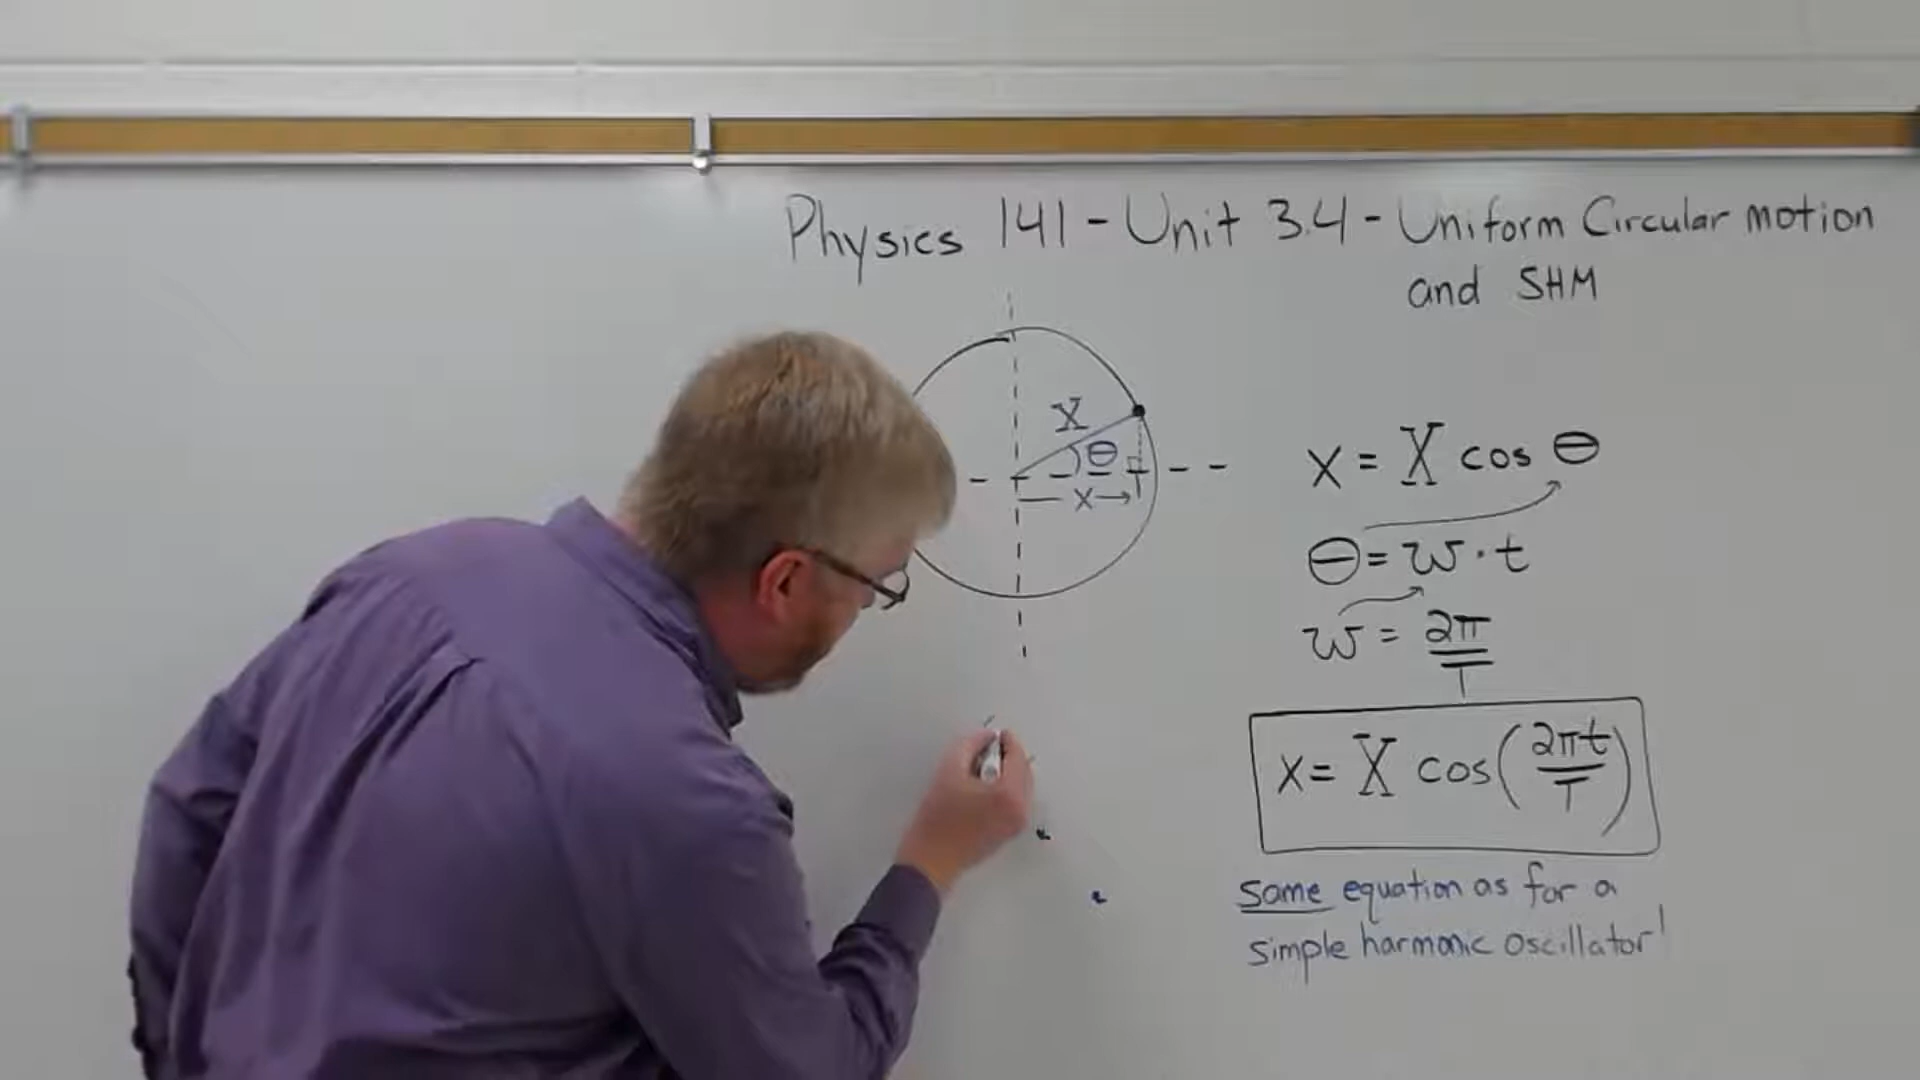 Physics 141 - Unit 3.4 - Uniform Circular motion
and SHM
X
θ
x
x = X cos θ
θ = ω · t
ω = 2π/T
x = X cos(2πt/T)
same equation as for a
simple harmonic oscillator!